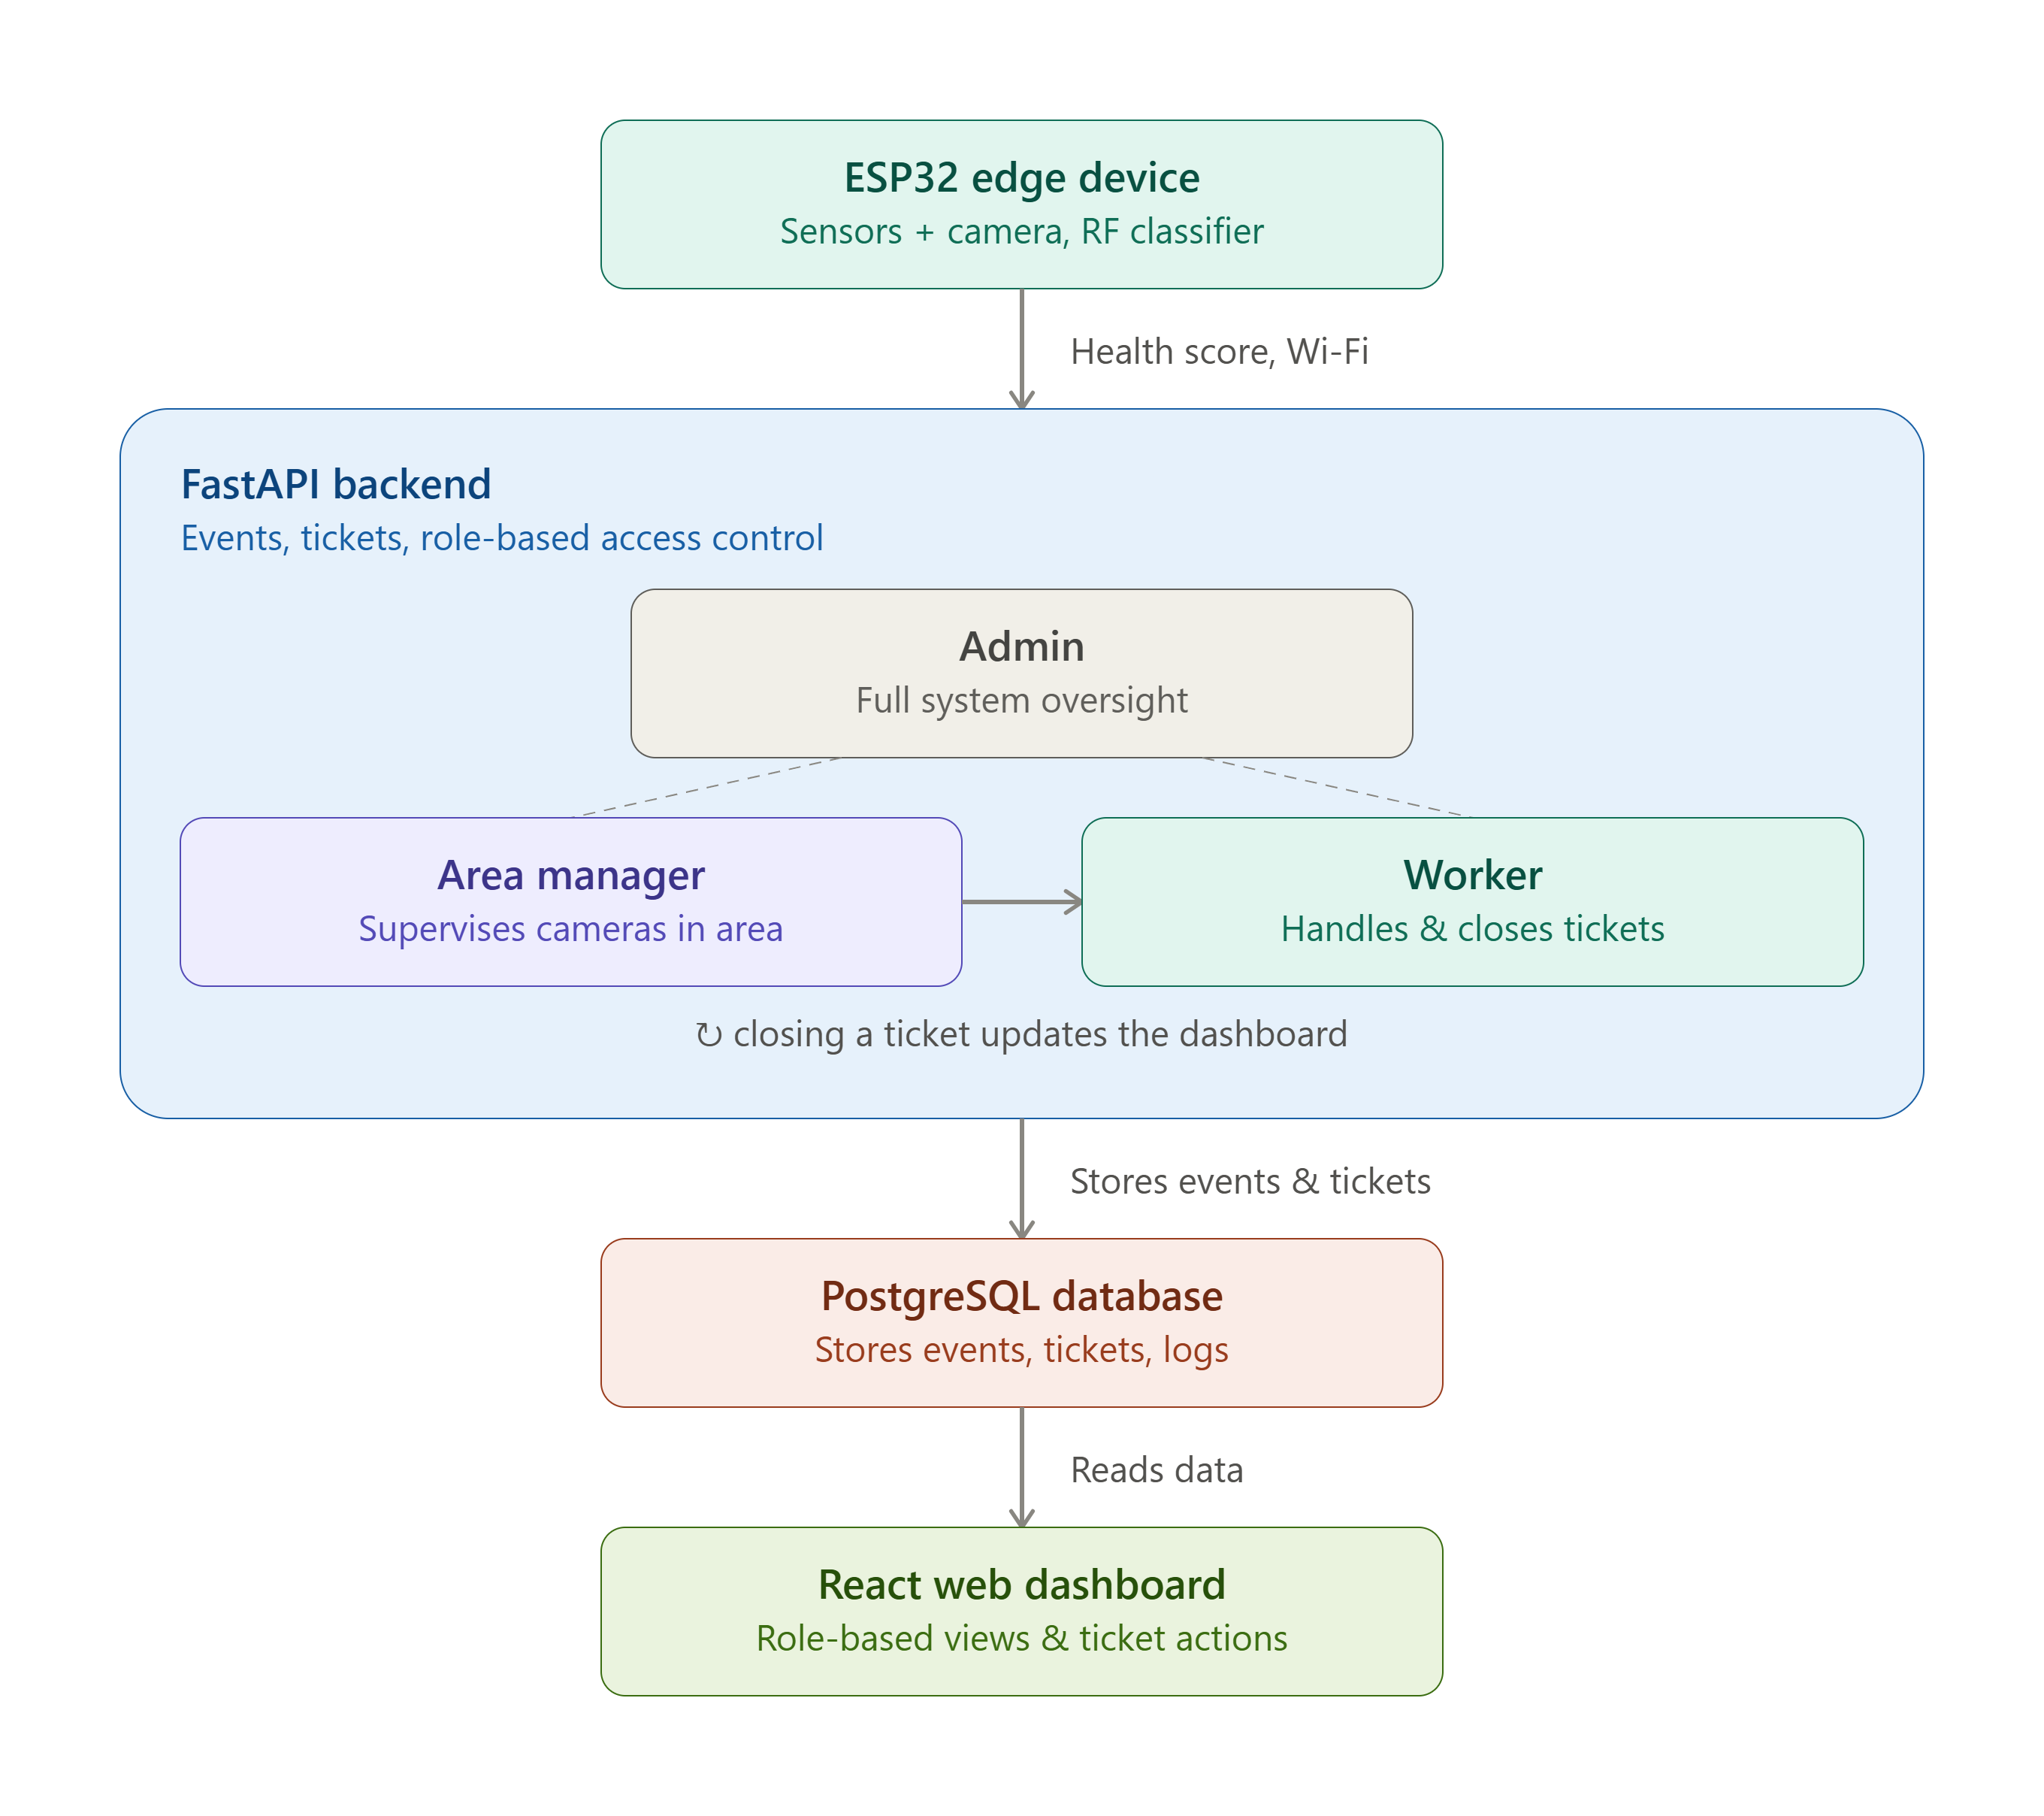 ESP32 edge device
Sensors + camera, RF classifier
Health score, Wi-Fi
FastAPI backend
Events, tickets, role-based access control
Admin
Full system oversight
Area manager
Supervises cameras in area
Worker
Handles & closes tickets
↻ closing a ticket updates the dashboard
Stores events & tickets
PostgreSQL database
Stores events, tickets, logs
Reads data
React web dashboard
Role-based views & ticket actions